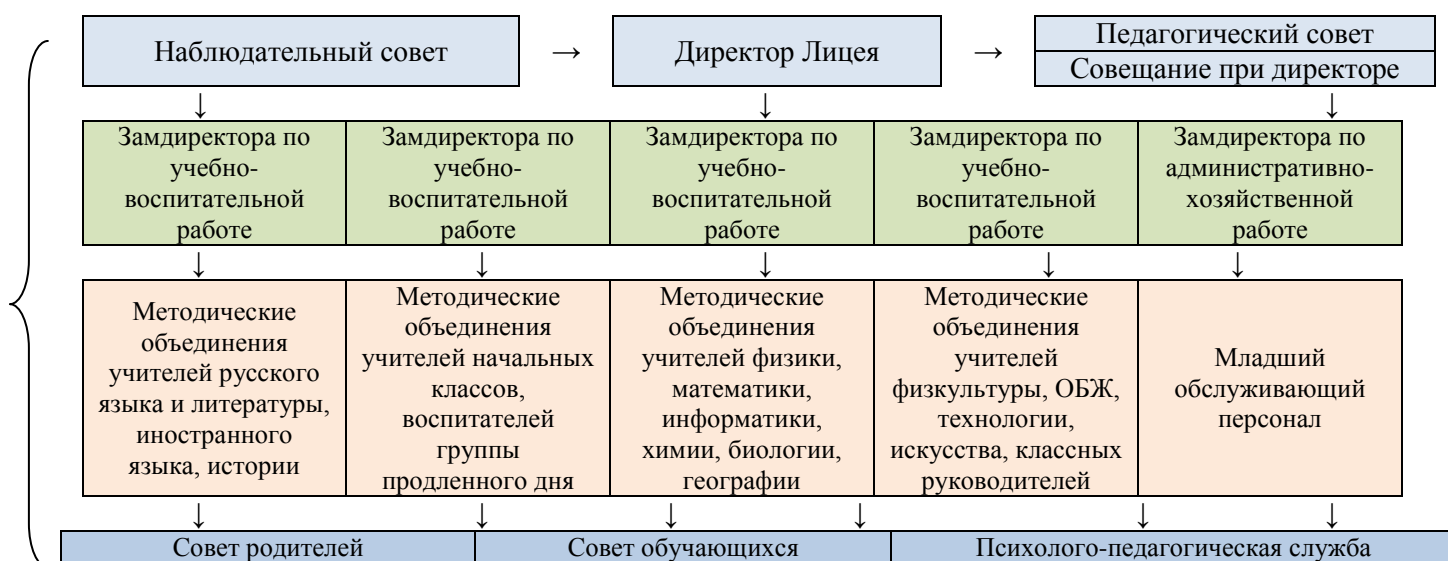 Наблюдательный совет
→
Директор Лицея
→
Педагогический совет
Совещание при директоре
↓ ↓ ↓
Замдиректора по
учебно-
воспитательной
работе
Замдиректора по
учебно-
воспитательной
работе
Замдиректора по
учебно-
воспитательной
работе
Замдиректора по
учебно-
воспитательной
работе
Замдиректора по
административно-
хозяйственной
работе
↓ ↓ ↓ ↓ ↓
Методические
объединения
учителей русского
языка и литературы,
иностранного
языка, истории
Методические
объединения
учителей начальных
классов,
воспитателей
группы
продленного дня
Методические
объединения
учителей физики,
математики,
информатики,
химии, биологии,
географии
Методические
объединения
учителей
физкультуры, ОБЖ,
технологии,
искусства, классных
руководителей
Младший
обслуживающий
персонал
↓ ↓ ↓ ↓ ↓ ↓
Совет родителей
Совет обучающихся
Психолого-педагогическая служба